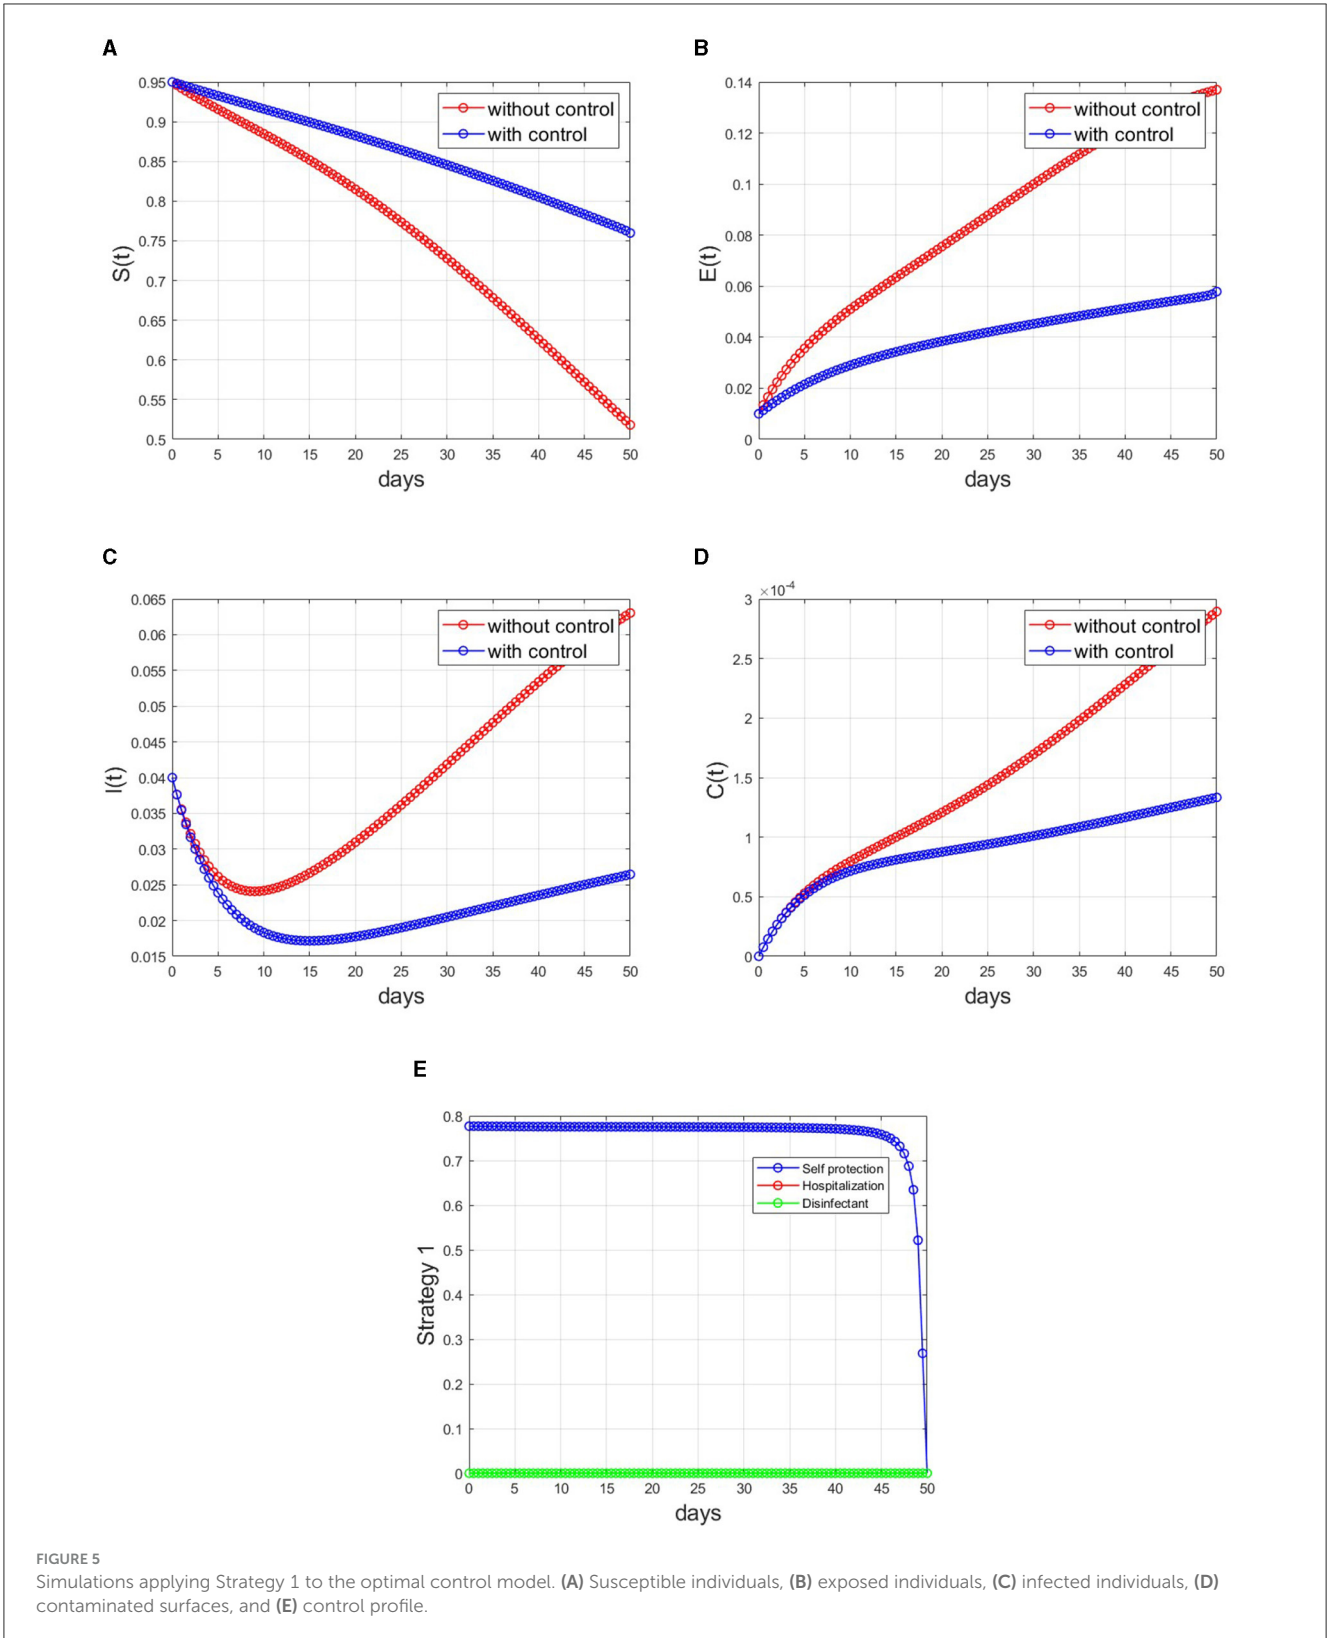 A
0.95
0.9
0.85
0.8
0.75
0.7
0.65
0.6
0.55
0.5
S(t)
without control
with control
0 5 10 15 20 25 30 35 40 45 50
days
B
0.14
0.12
0.1
0.08
0.06
0.04
0.02
0
E(t)
without control
with control
0 5 10 15 20 25 30 35 40 45 50
days
C
0.065
0.06
0.055
0.05
0.045
0.04
0.035
0.03
0.025
0.02
0.015
I(t)
without control
with control
0 5 10 15 20 25 30 35 40 45 50
days
D
×10⁻⁴
3
2.5
2
1.5
1
0.5
0
C(t)
without control
with control
0 5 10 15 20 25 30 35 40 45 50
days
E
0.8
0.7
0.6
0.5
0.4
0.3
0.2
0.1
0
Strategy 1
Self protection
Hospitalization
Disinfectant
0 5 10 15 20 25 30 35 40 45 50
days
FIGURE 5
Simulations applying Strategy 1 to the optimal control model. (A) Susceptible individuals, (B) exposed individuals, (C) infected individuals, (D)
contaminated surfaces, and (E) control profile.